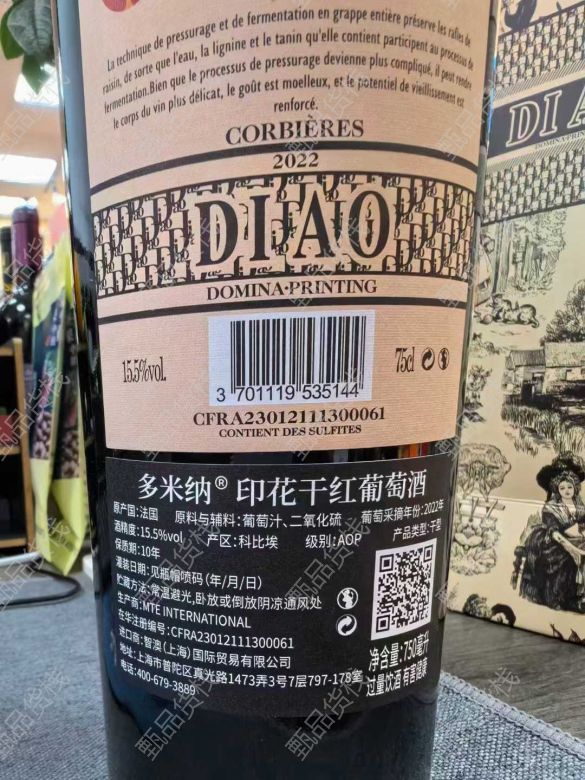 La technique de pressurage et de fermentation en grappe entière préserve les rafles de
raisin, de sorte que l'eau, la lignine et le tanin qu'elle contient participent au processus de
fermentation.Bien que le processus de pressurage devienne plus compliqué, il peut rendre
le corps du vin plus délicat, le goût est moelleux, et le potentiel de vieillissement est
renforcé.
CORBIÈRES
2022
DIAO
DOMINA·PRINTING
15.5%vol.
75cl
3 701119 535144
CFRA23012111300061
CONTIENT DES SULFITES
多米纳® 印花干红葡萄酒
原产国:法国 原料与辅料:葡萄汁、二氧化硫 葡萄采摘年份:2022年
酒精度:15.5%vol 产区:科比埃 级别:AOP 产品类型:干型
保质期:10年
灌装日期:见瓶帽喷码(年/月/日)
贮藏方法:常温避光,卧放或倒放阴凉通风处
生产商:MTE INTERNATIONAL
在华注册编号:CFRA23012111300061
进口商:智澳(上海)国际贸易有限公司
地址:上海市普陀区真光路1473弄3号7层797-178室
电话:400-679-3889
净含量:750毫升
过量饮酒 有害健康
DIAO
甄品货栈